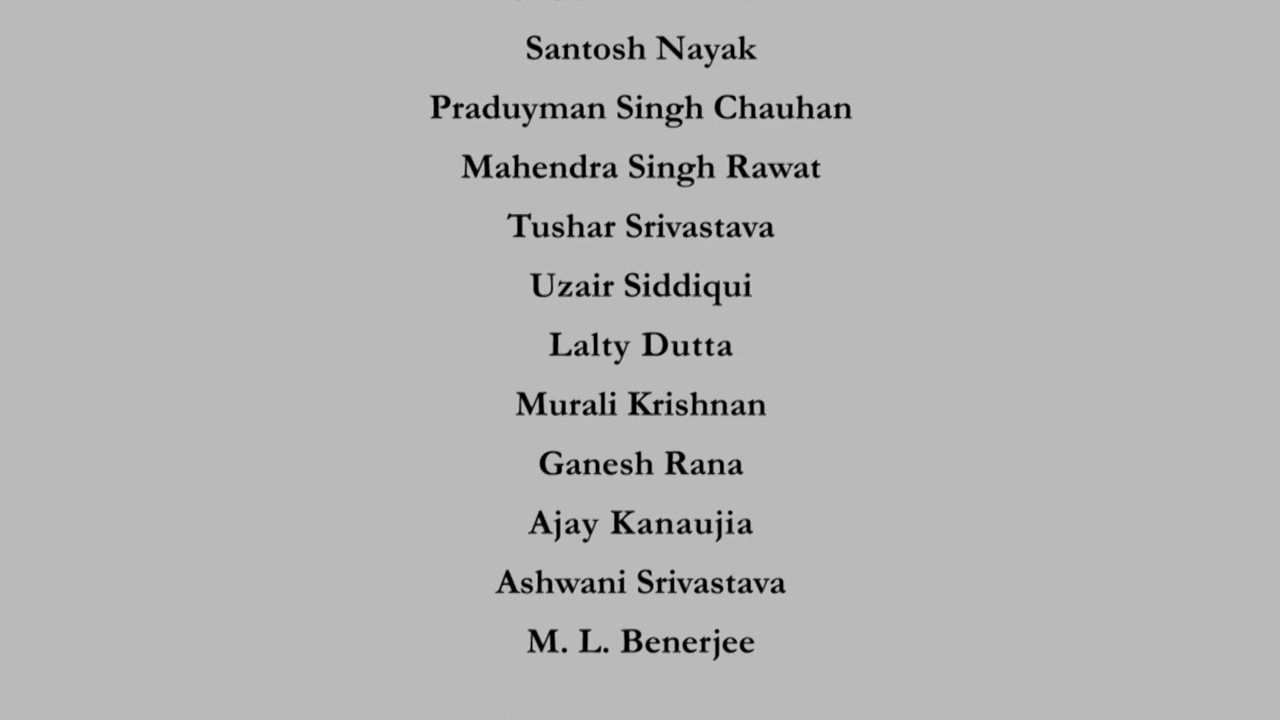 Santosh Nayak
Praduyman Singh Chauhan
Mahendra Singh Rawat
Tushar Srivastava
Uzair Siddiqui
Lalty Dutta
Murali Krishnan
Ganesh Rana
Ajay Kanaujia
Ashwani Srivastava
M. L. Benerjee